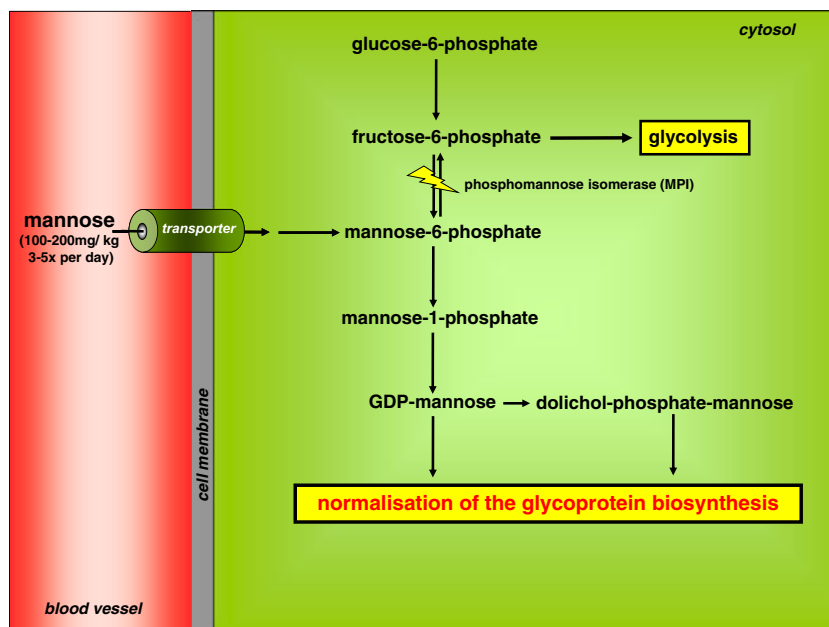 cytosol
glucose-6-phosphate
fructose-6-phosphate
glycolysis
phosphomannose isomerase (MPI)
mannose
(100-200mg/ kg
3-5x per day)
transporter
mannose-6-phosphate
mannose-1-phosphate
GDP-mannose
dolichol-phosphate-mannose
cell membrane
normalisation of the glycoprotein biosynthesis
blood vessel